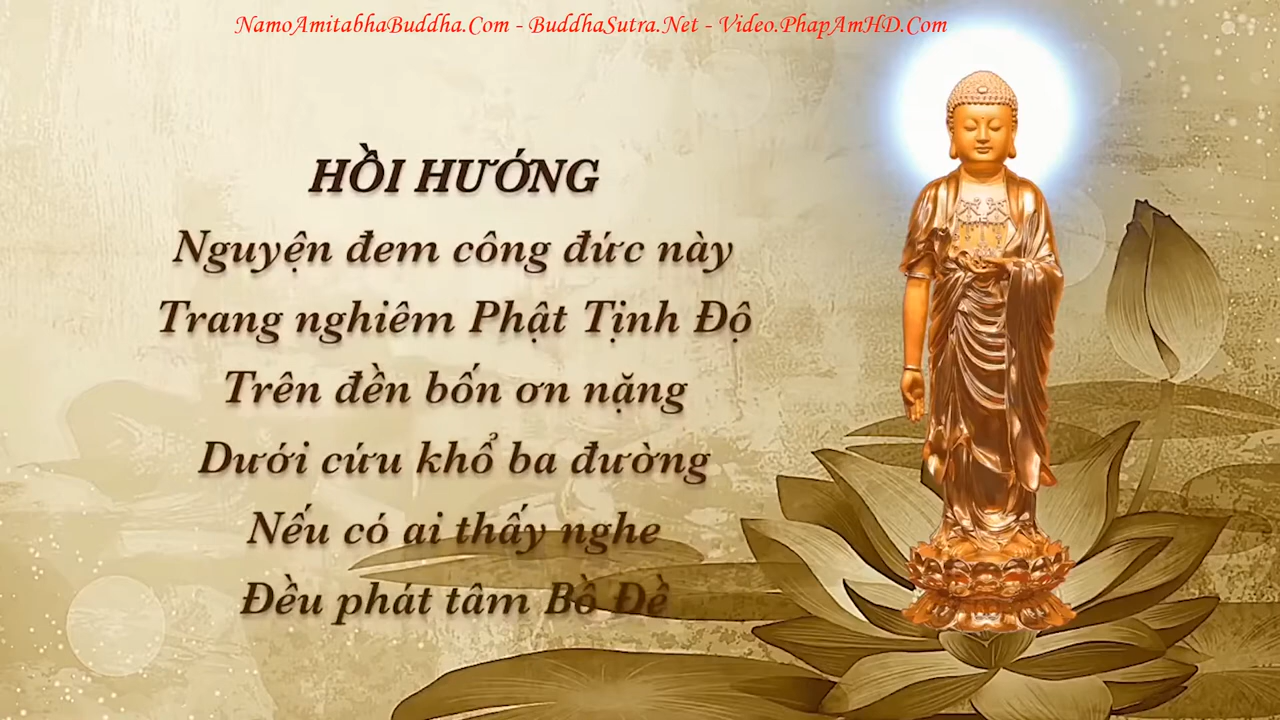 NamoAmitabhaBuddha.Com - BuddhaSutra.Net - Video.PhapAmHD.Com
HỒI HƯỚNG
Nguyện đem công đức này
Trang nghiêm Phật Tịnh Độ
Trên đền bốn ơn nặng
Dưới cứu khổ ba đường
Nếu có ai thấy nghe
Đều phát tâm Bồ Đề